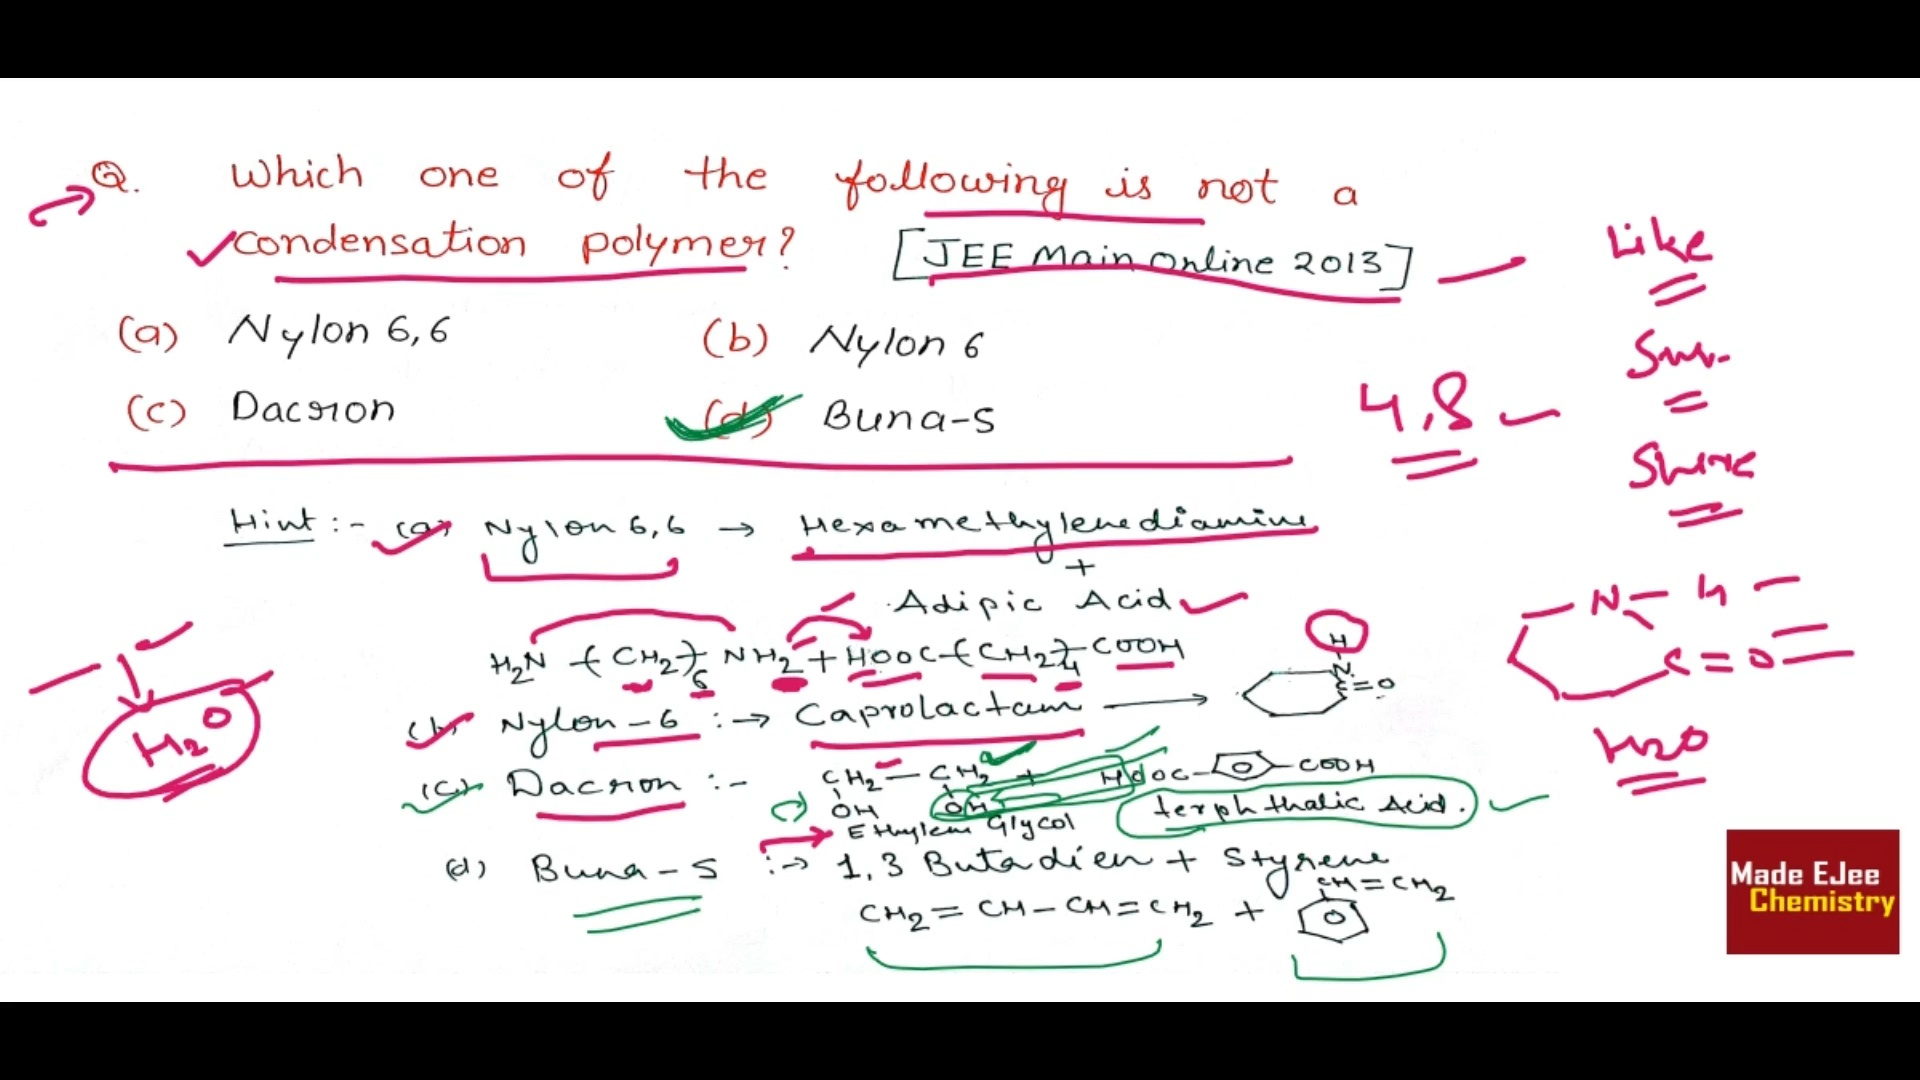 Q. Which one of the following is not a
condensation polymer? [JEE Main Online 2013]
(a) Nylon 6,6 (b) Nylon 6
(c) Dacron (d) Buna-S
Hint :- (a) Nylon 6,6 → Hexamethylenediamine
+
Adipic Acid
H₂N-(CH₂)₆ NH₂ + HOOC-(CH₂)₄-COOH
(b) Nylon-6 :→ Caprolactam →
H
N
C=O
(c) Dacron :- CH₂ — CH₂ + HOOC- -COOH
OH OH terphthalic Acid.
Ethylene Glycol
(d) Buna-S :→ 1,3 Butadien + Styrene
CH=CH₂
CH₂=CH-CH=CH₂ +
H₂O
4,8
Like
Share
N-H
C=O
H₂O
Made EJee
Chemistry